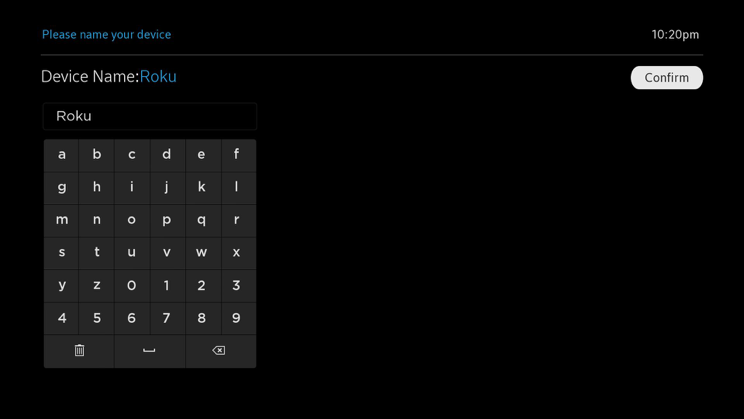 Please name your device
10:20pm
Device Name:Roku
Confirm
Roku
a b c d e f
g h i j k l
m n o p q r
s t u v w x
y z 0 1 2 3
4 5 6 7 8 9